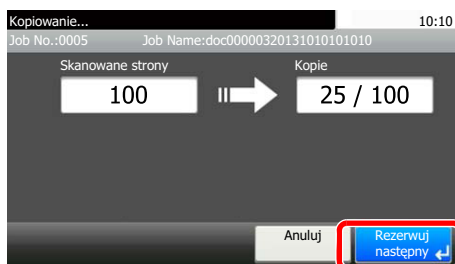 Kopiowanie... 10:10
Job No.:0005 Job Name:doc00000320131010101010
Skanowane strony Kopie
100 25 / 100
Anuluj Rezerwuj
następny